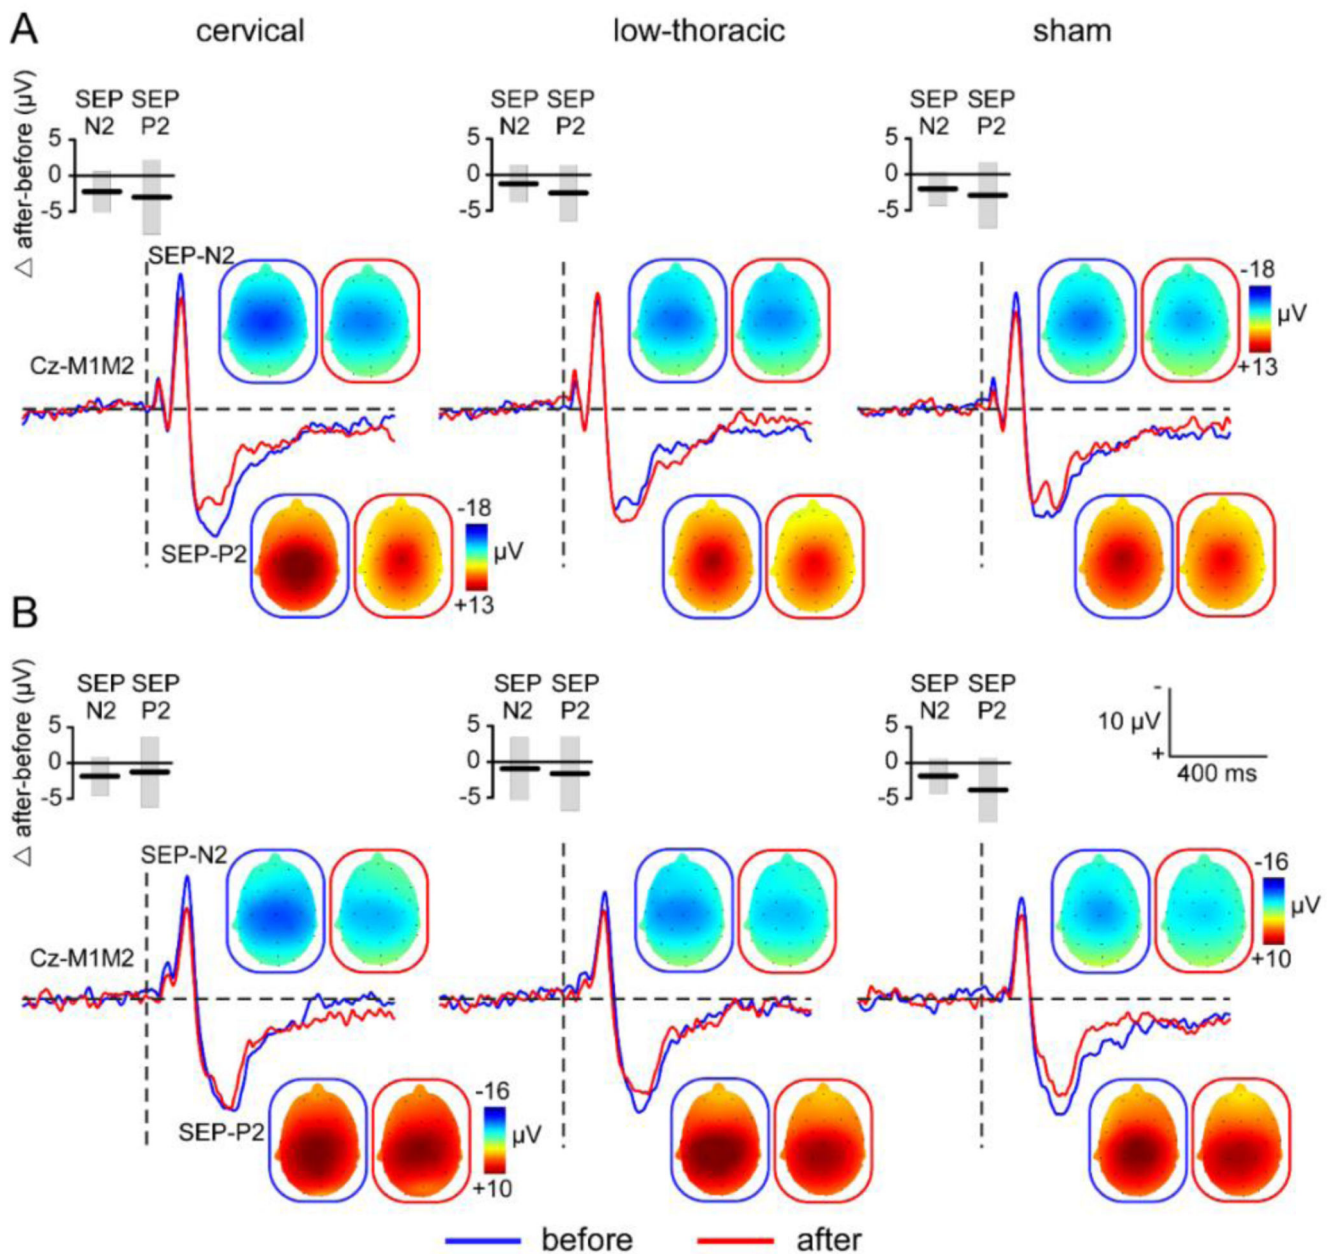 A
cervical
low-thoracic
sham
△ after-before (μV)
SEP SEP
N2 P2
5
0
-5
SEP SEP
N2 P2
5
0
-5
SEP SEP
N2 P2
5
0
-5
SEP-N2
Cz-M1M2
SEP-P2
-18
μV
+13
-18
μV
+13
B
△ after-before (μV)
SEP SEP
N2 P2
5
0
-5
SEP SEP
N2 P2
5
0
-5
SEP SEP
N2 P2
5
0
-5
-
10 μV
+
400 ms
SEP-N2
Cz-M1M2
SEP-P2
-16
μV
+10
-16
μV
+10
before
after